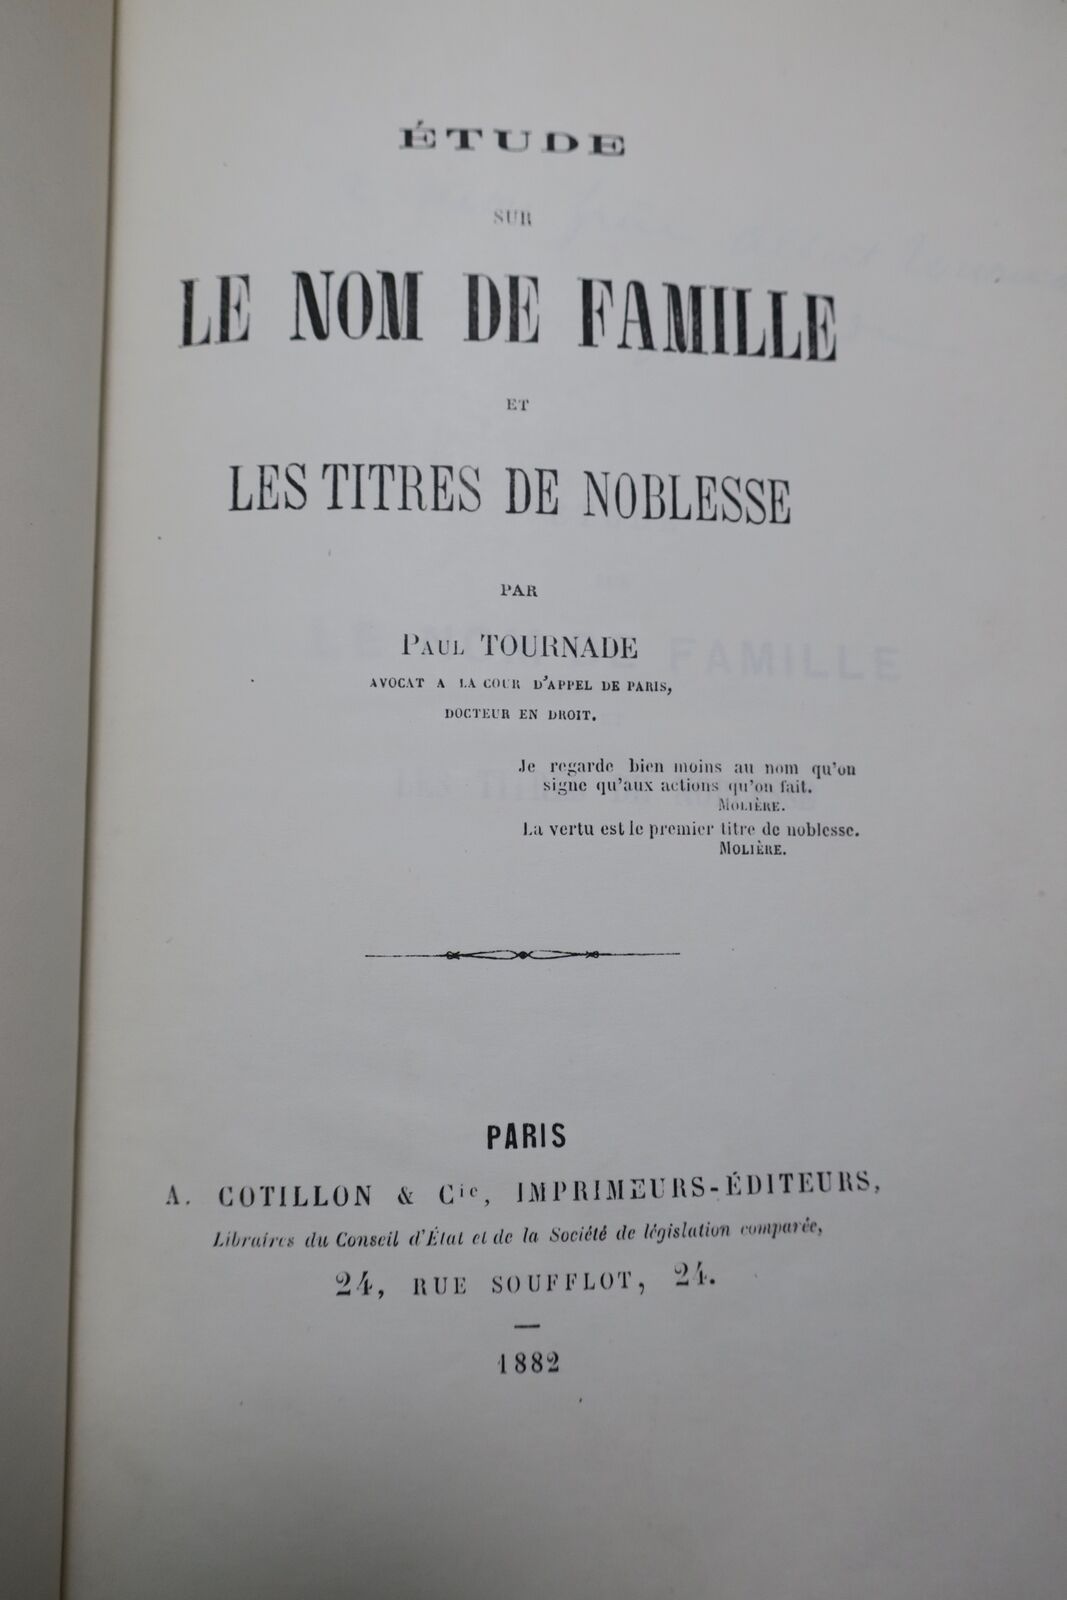 ÉTUDE
SUR
LE NOM DE FAMILLE
ET
LES TITRES DE NOBLESSE
PAR
PAUL TOURNADE
AVOCAT A LA COUR D'APPEL DE PARIS,
DOCTEUR EN DROIT.
Je regarde bien moins au nom qu'on
signe qu'aux actions qu'on fait.
MOLIÈRE.
La vertu est le premier titre de noblesse.
MOLIÈRE.
PARIS
A. COTILLON & Cie, IMPRIMEURS-ÉDITEURS,
Libraires du Conseil d'État et de la Société de législation comparée,
24, RUE SOUFFLOT, 24.
1882